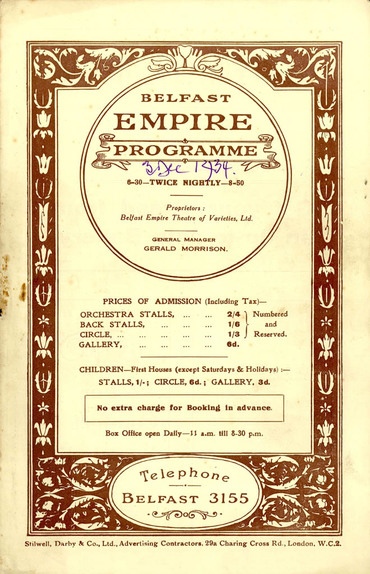 BELFAST
EMPIRE
PROGRAMME
3 Dec 1934.
6-30—TWICE NIGHTLY—8-50
Proprietors :
Belfast Empire Theatre of Varieties, Ltd.
GENERAL MANAGER
GERALD MORRISON.
PRICES OF ADMISSION (Including Tax)—
ORCHESTRA STALLS, ... ... 2/4 Numbered
BACK STALLS, ... ... ... 1/6 and
CIRCLE, ... ... ... ... 1/3 Reserved.
GALLERY, ... ... ... ... 6d.
CHILDREN—First Houses (except Saturdays & Holidays) :—
STALLS, 1/- ; CIRCLE, 6d. ; GALLERY, 3d.
No extra charge for Booking in advance.
Box Office open Daily—11 a.m. till 8-30 p.m.
Telephone
BELFAST 3155
Stilwell, Darby & Co., Ltd., Advertising Contractors. 29a Charing Cross Rd., London, W.C.2.